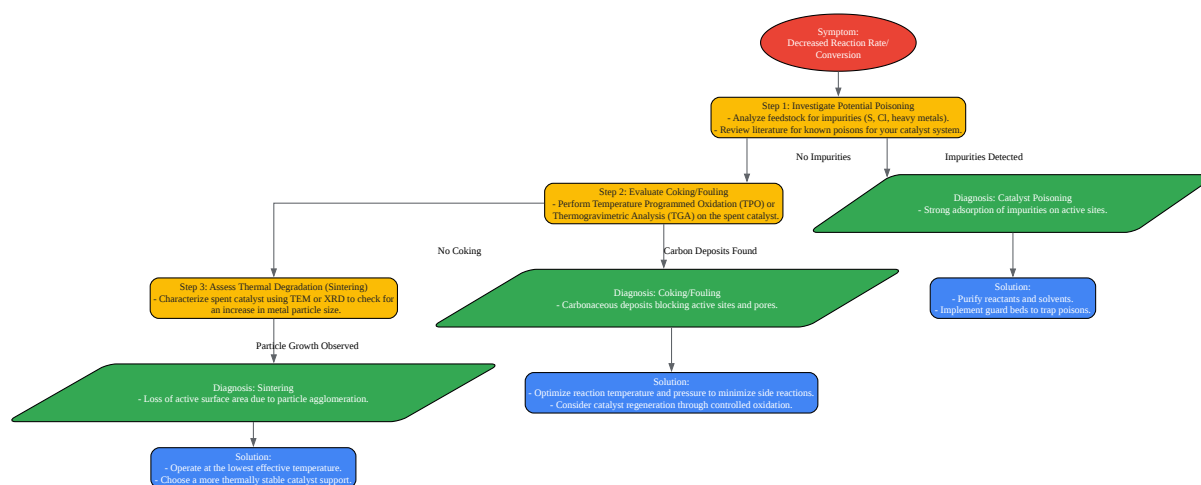 Symptom:
Decreased Reaction Rate/
Conversion
Step 1: Investigate Potential Poisoning
- Analyze feedstock for impurities (S, Cl, heavy metals).
- Review literature for known poisons for your catalyst system.
No Impurities
Impurities Detected
Step 2: Evaluate Coking/Fouling
- Perform Temperature Programmed Oxidation (TPO) or
Thermogravimetric Analysis (TGA) on the spent catalyst.
Diagnosis: Catalyst Poisoning
- Strong adsorption of impurities on active sites.
No Coking
Carbon Deposits Found
Step 3: Assess Thermal Degradation (Sintering)
- Characterize spent catalyst using TEM or XRD to check for
an increase in metal particle size.
Diagnosis: Coking/Fouling
- Carbonaceous deposits blocking active sites and pores.
Solution:
- Purify reactants and solvents.
- Implement guard beds to trap poisons.
Particle Growth Observed
Diagnosis: Sintering
- Loss of active surface area due to particle agglomeration.
Solution:
- Optimize reaction temperature and pressure to minimize side reactions.
- Consider catalyst regeneration through controlled oxidation.
Solution:
- Operate at the lowest effective temperature.
- Choose a more thermally stable catalyst support.